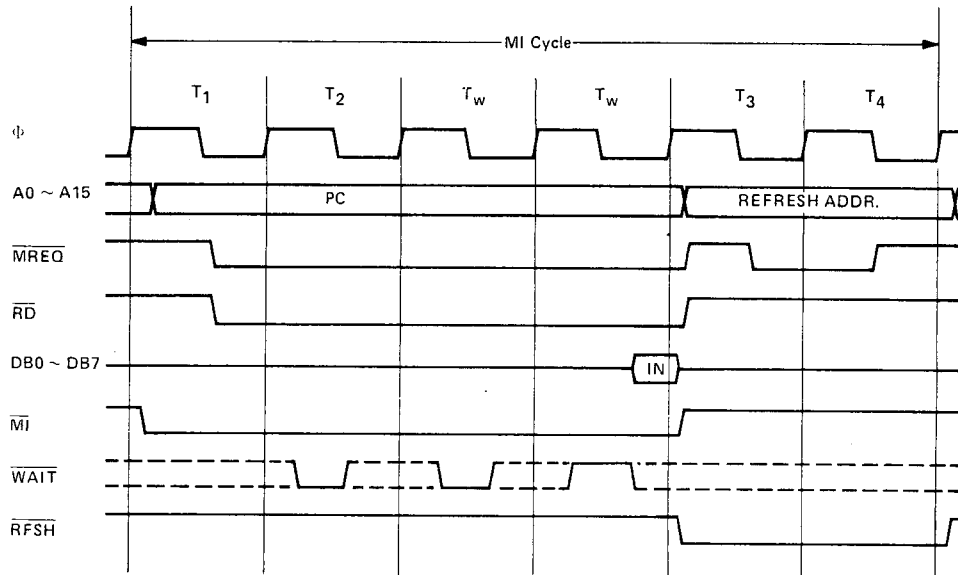 MI Cycle
T1 T2 Tw Tw T3 T4
Φ
A0 ~ A15 PC REFRESH ADDR.
MREQ
RD
DB0 ~ DB7 IN
MI
WAIT
RFSH